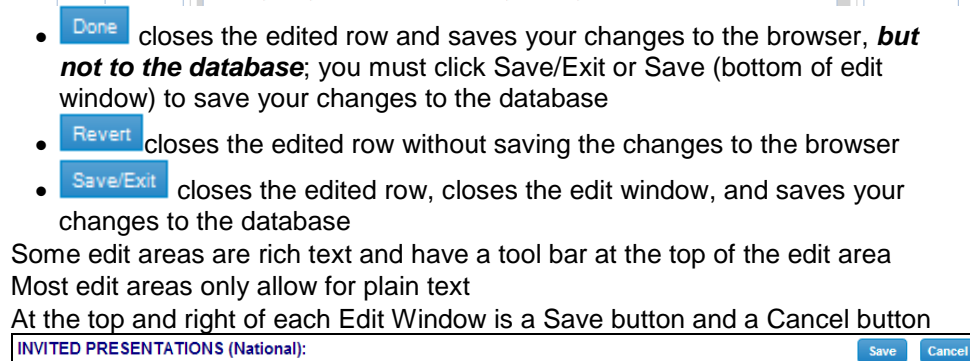 • Done closes the edited row and saves your changes to the browser, but
not to the database; you must click Save/Exit or Save (bottom of edit
window) to save your changes to the database
• Revert closes the edited row without saving the changes to the browser
• Save/Exit closes the edited row, closes the edit window, and saves your
changes to the database
Some edit areas are rich text and have a tool bar at the top of the edit area
Most edit areas only allow for plain text
At the top and right of each Edit Window is a Save button and a Cancel button
INVITED PRESENTATIONS (National): Save Cancel